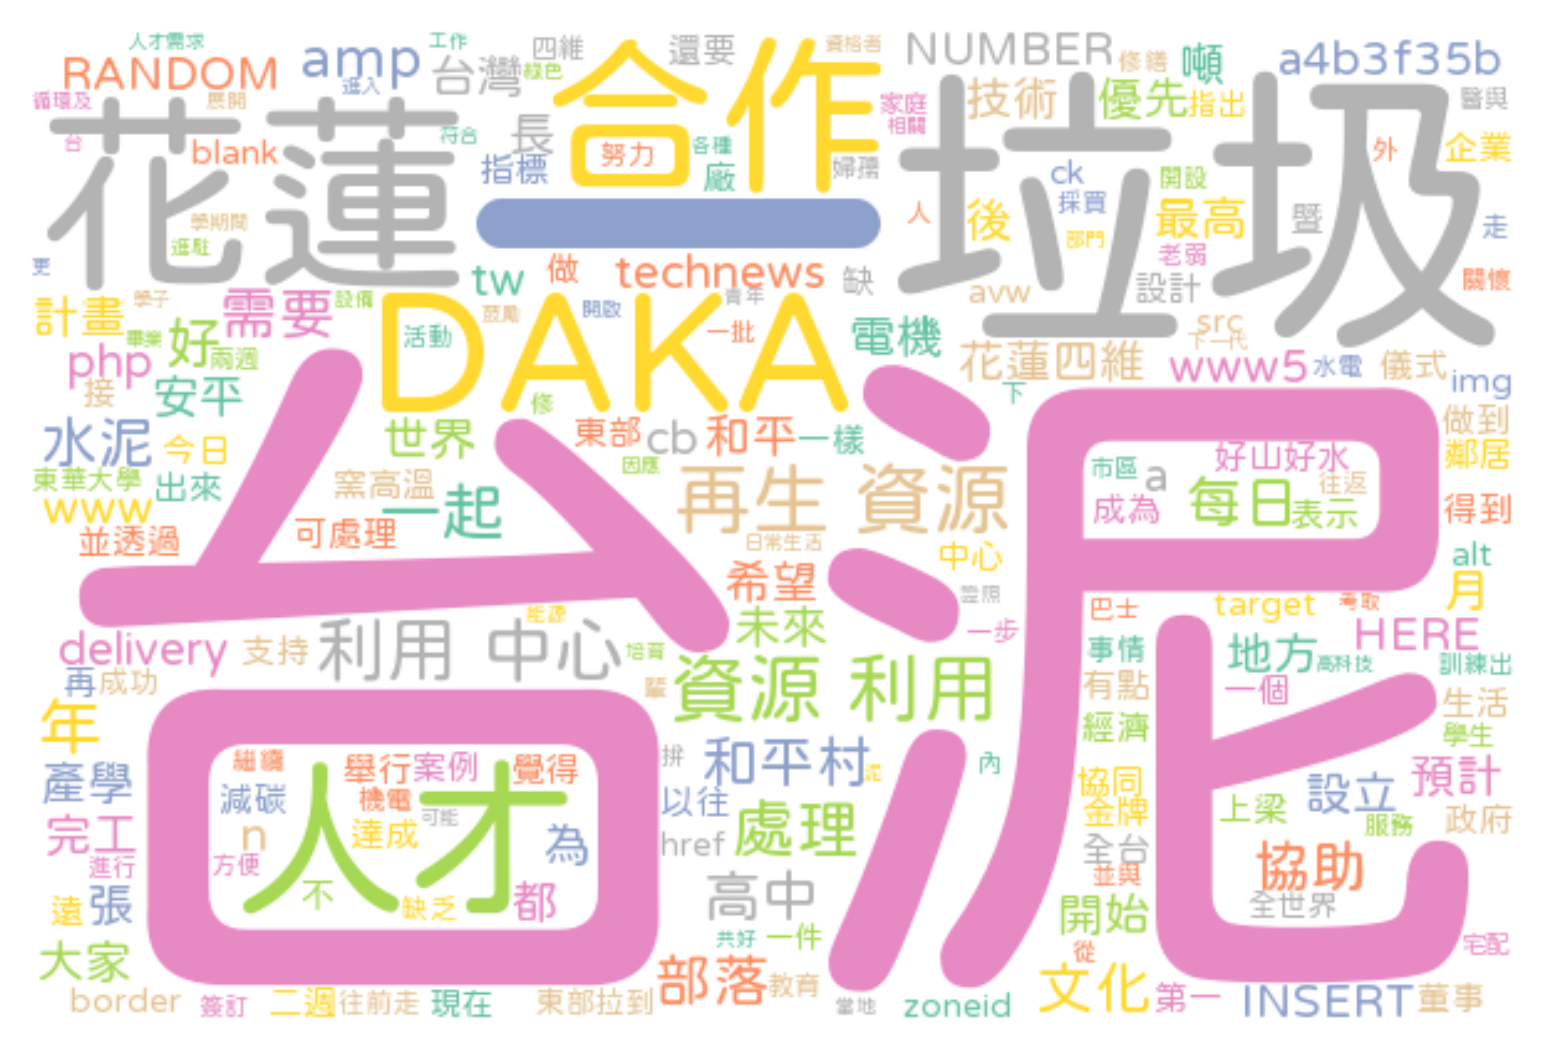 人才需求 工作 四維 還要 資格者 NUMBER 修繕 噸 a4b3f35b
RANDOM amp 進入 台灣 綠色 合作 家庭 技術 優先 指出 醫與
循環及 展開 花蓮 長 相關 垃圾
台 blank 符合 指標 努力 各種 廠 婦孺 ck 開設 外 企業
學期間 進駐 一 人 後 採買 部門 最高 老弱 暨 走
更 tw 做 technews 缺 avw 設計 關懷
計畫 學子 需要 設備 DAKA 鼓勵 開啟 青年 src 下一代
php 畢業 好 兩週 活動 一批 電機 花蓮四維 www5 水電 儀式 img
接 安平 修 下 做到
水泥 今日 世界 東部 cb 和平 一樣 台泥 市區 a 好山好水 往返 鄰居
東華大學 出來 窯高溫 因應 再生 資源 成為 每日 表示 得到
www 並透過 可處理 一起 日常生活 中心 alt
希望 證照 巴士 target 考取 月
能源 未來 一步 HERE
delivery 支持 利用 中心 培育 事情 地方 高科技 訓練出
再 成功 輩 資源 利用 有點 一個 生活
年 經濟 學生
產學 繼續 舉行 案例 覺得 拼 和平村 泥 內 協同 設立 預計
減碳 機電 人才 以往 金牌 上梁 服務 政府
完工 n 達成 可能 為 href 處理 全台
進行 方便 並與 協助
遠 張 不 缺乏 都 高中 開始 全世界
大家 共好 一件 從 宅配
border 簽訂 二週 往前走 現在 東部拉到 部落 教育 當地 zoneid 文化 第一 INSERT 董事